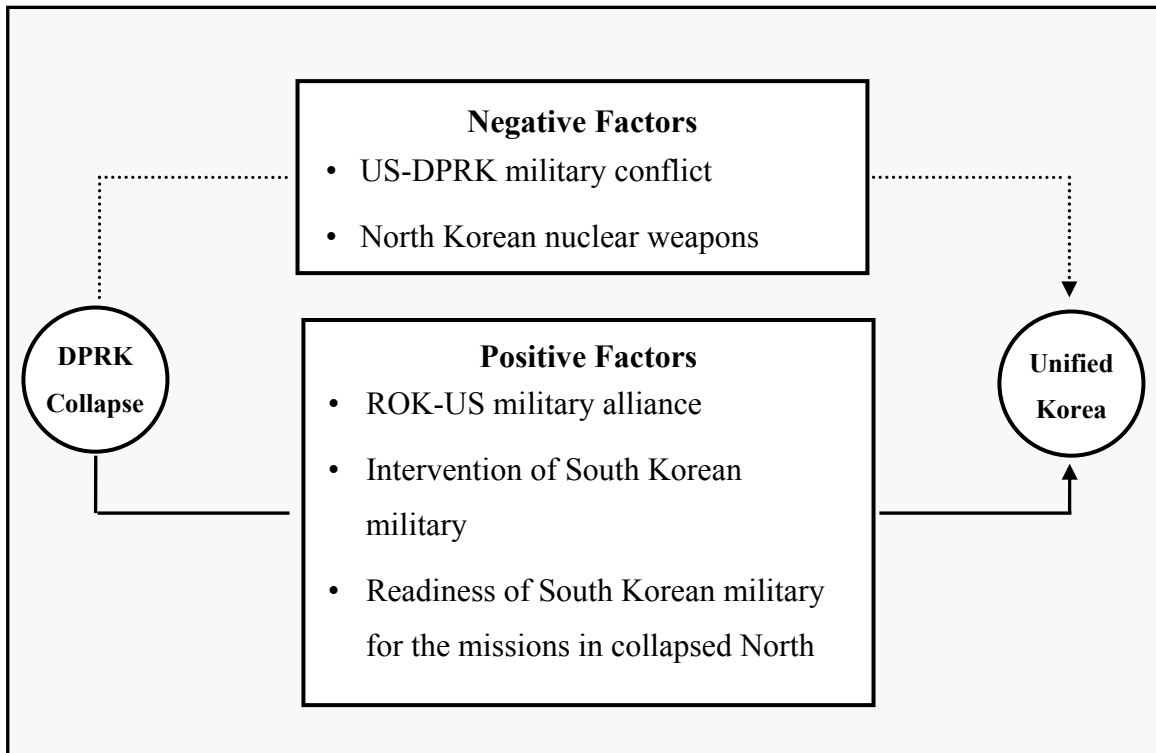 Negative Factors
• US-DPRK military conflict
• North Korean nuclear weapons
DPRK
Collapse
Positive Factors
• ROK-US military alliance
• Intervention of South Korean
military
• Readiness of South Korean military
for the missions in collapsed North
Unified
Korea